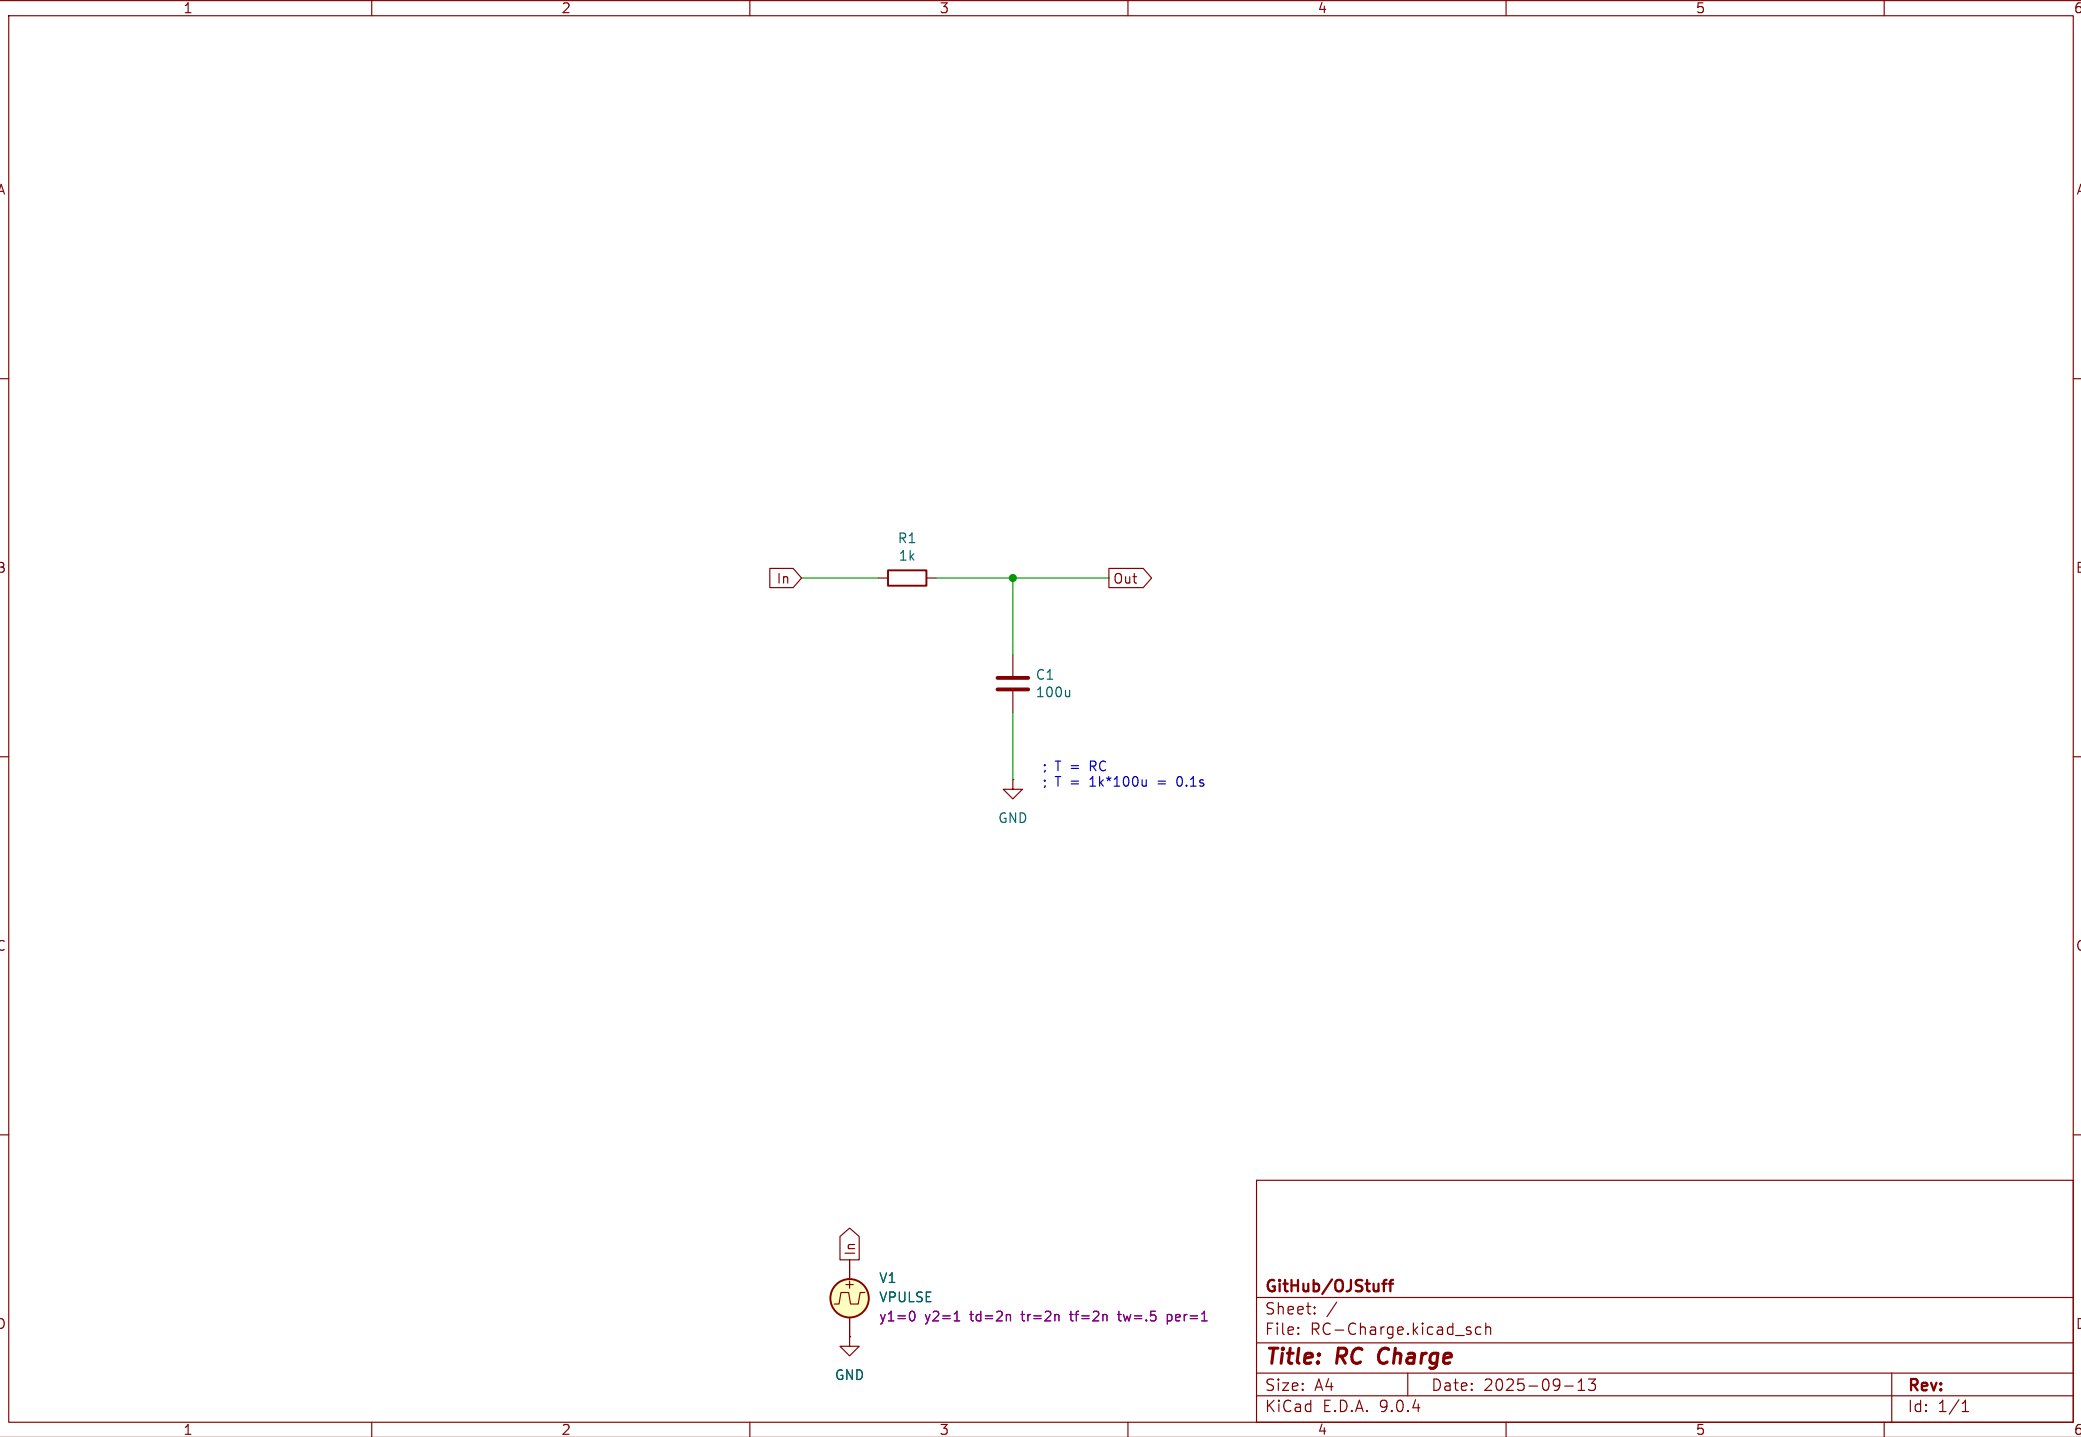 1 2 3 4 5 6
A A
R1
1k
B B
In
Out
C1
100u
; T = RC
; T = 1k*100u = 0.1s
GND
C C
In
V1
VPULSE
y1=0 y2=1 td=2n tr=2n tf=2n tw=.5 per=1
GND
D D
GitHub/OJStuff
Sheet: /
File: RC-Charge.kicad_sch
Title: RC Charge
Size: A4 Date: 2025-09-13 Rev:
KiCad E.D.A. 9.0.4 Id: 1/1
1 2 3 4 5 6